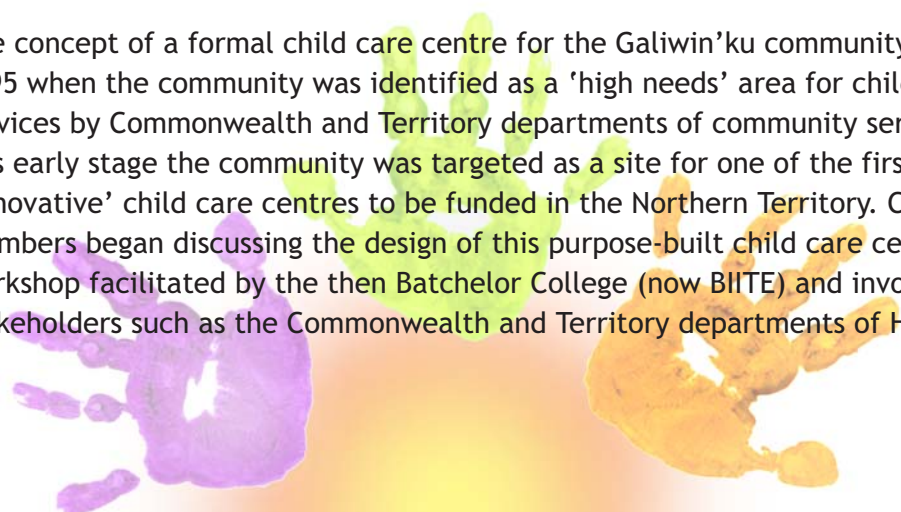 e concept of a formal child care centre for the Galiwin’ku community
95 when the community was identified as a ‘high needs’ area for chil
vices by Commonwealth and Territory departments of community ser
s early stage the community was targeted as a site for one of the firs
novative’ child care centres to be funded in the Northern Territory. C
mbers began discussing the design of this purpose-built child care ce
rkshop facilitated by the then Batchelor College (now BIITE) and invo
keholders such as the Commonwealth and Territory departments of H